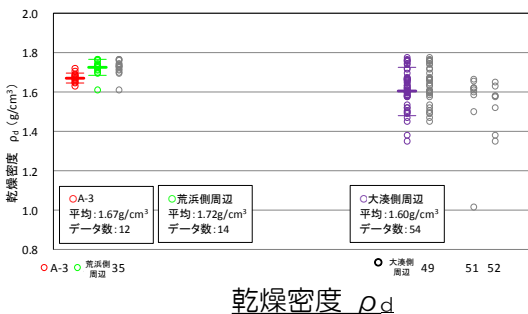 2.0
1.8
1.6
1.4
1.2
1.0
0.8
乾燥密度 ρd (g/cm³)
○A-3
平均:1.67g/cm³
データ数:12
○荒浜側周辺
平均:1.72g/cm³
データ数:14
○大湊側周辺
平均:1.60g/cm³
データ数:54
○ A-3 ○ 荒浜側周辺 35 ○ 大湊側周辺 49 51 52
乾燥密度 ρd